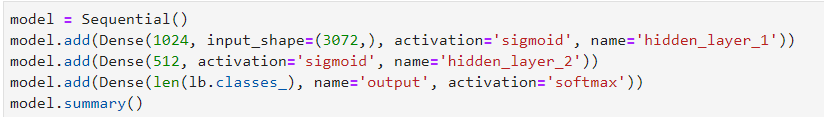 model = Sequential()
model.add(Dense(1024, input_shape=(3072,), activation='sigmoid', name='hidden_layer_1'))
model.add(Dense(512, activation='sigmoid', name='hidden_layer_2'))
model.add(Dense(len(lb.classes_), name='output', activation='softmax'))
model.summary()